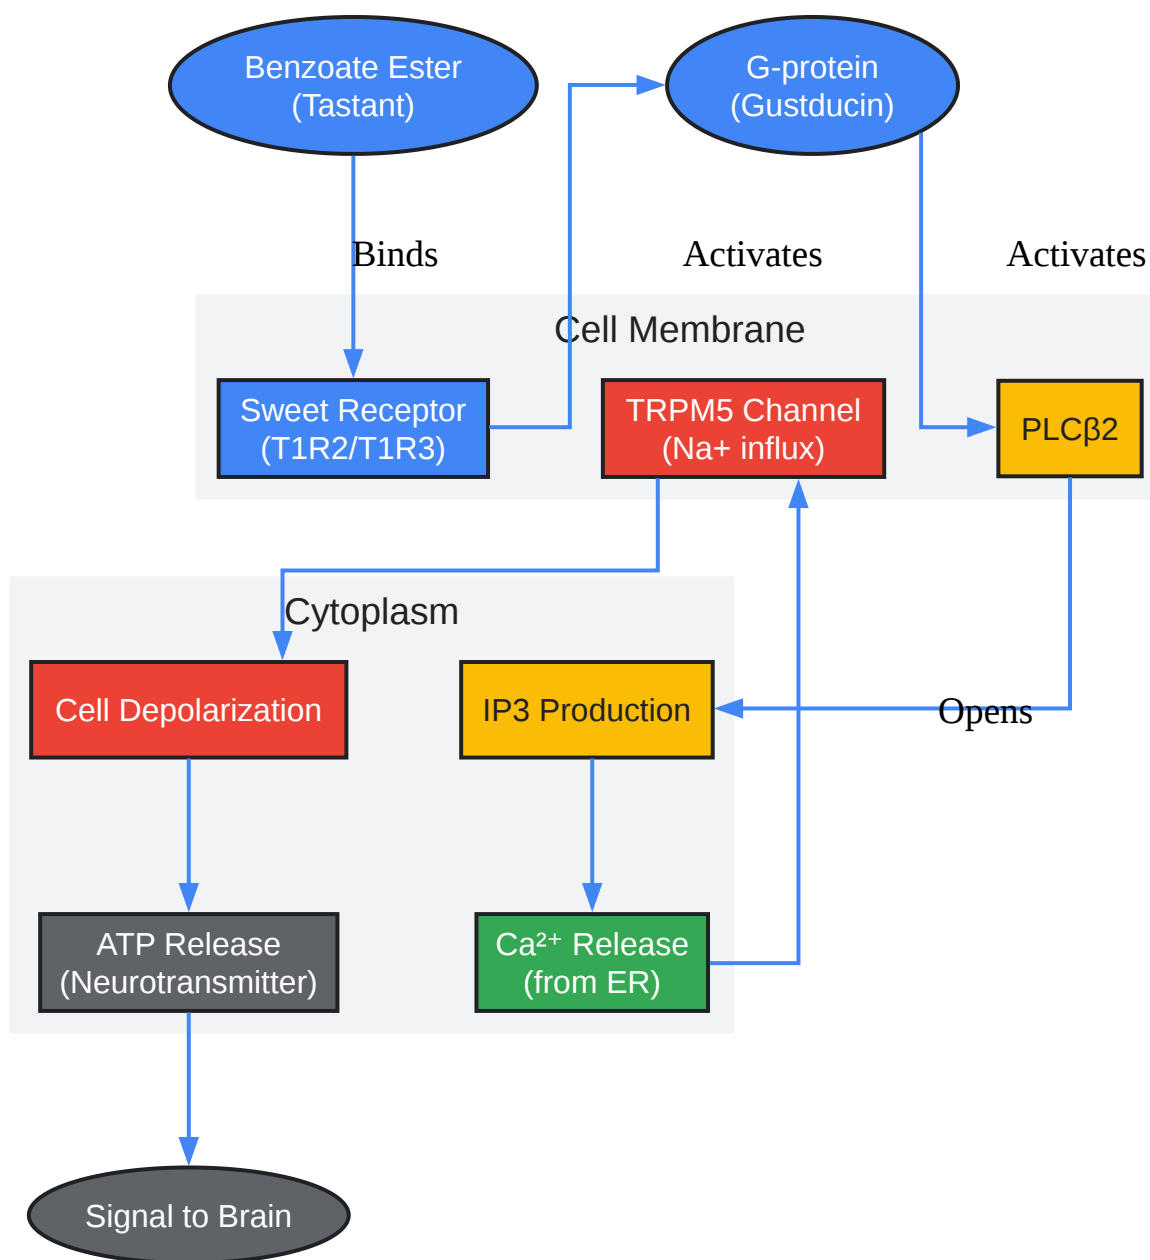 Benzoate Ester
(Tastant)
G-protein
(Gustducin)
Binds
Activates
Activates
Cell Membrane
Sweet Receptor
(T1R2/T1R3)
TRPM5 Channel
(Na+ influx)
PLCβ2
Cytoplasm
Cell Depolarization
IP3 Production
Opens
ATP Release
(Neurotransmitter)
Ca²⁺ Release
(from ER)
Signal to Brain